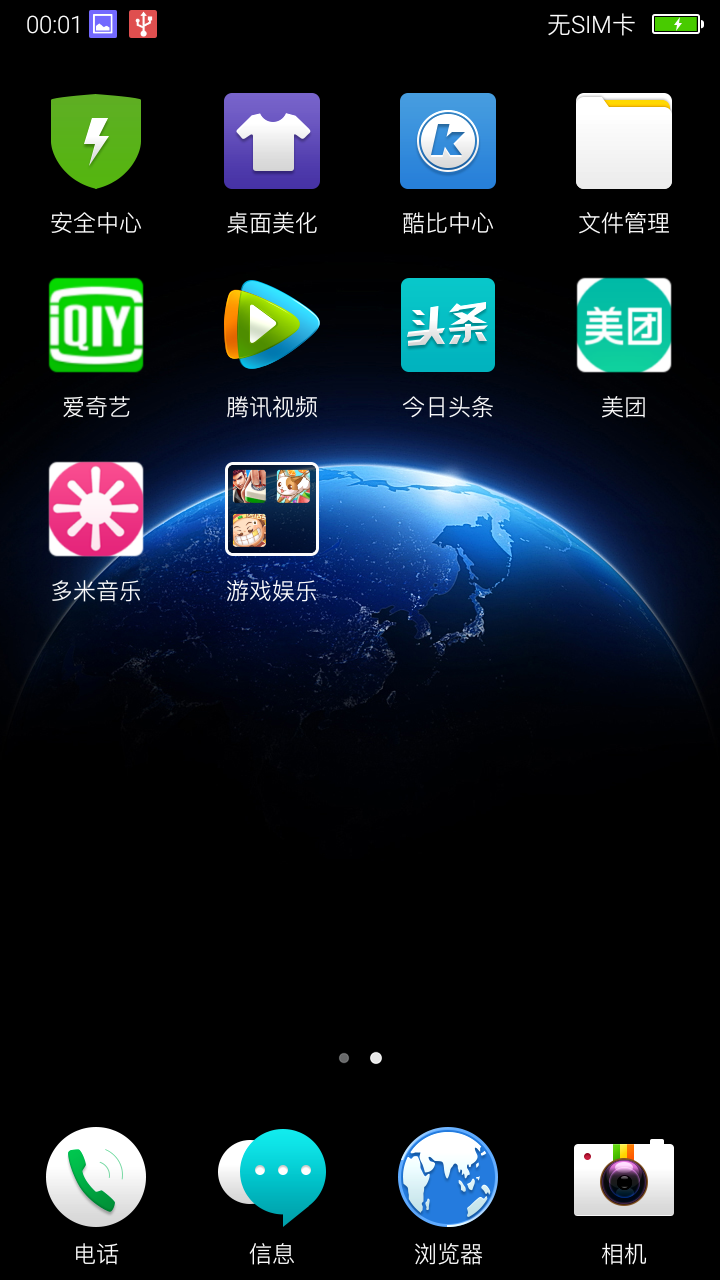 00:01 无SIM卡
安全中心 桌面美化 酷比中心 文件管理
iQIYI 头条 美团
爱奇艺 腾讯视频 今日头条 美团
多米音乐 游戏娱乐
电话 信息 浏览器 相机